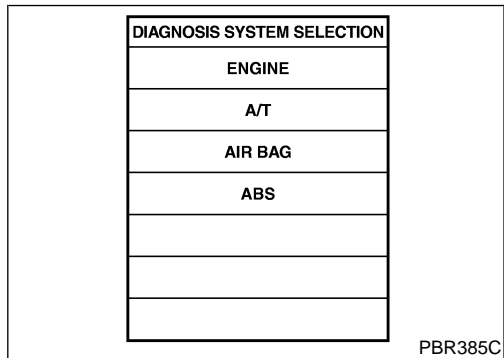 DIAGNOSIS SYSTEM SELECTION
ENGINE
A/T
AIR BAG
ABS
PBR385C